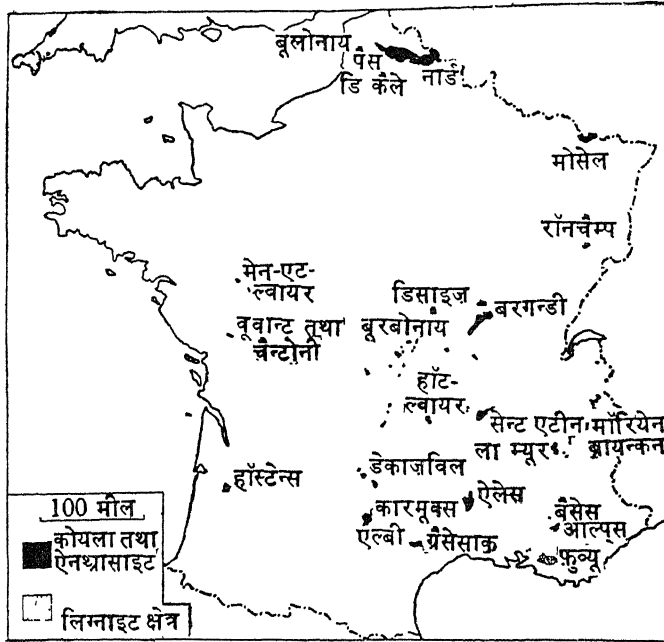 बूलोनाय
पैस
डि कैले
नार्ड
मोसेल
रॉनचैम्प
मेन-एट-
ल्वायर
डिसाइज़
बरगन्डी
वूवान्ट तथा
चैन्टोनी
बूरबोनाय
हॉट-
ल्वायर
सेन्ट एटीन
मॉरियेन
ला म्यूर
ब्रायन्कन
हॉस्टेन्स
डेकाज़विल
कारमूक्स
ऐलेस
एल्बी
ग्रैसेसाक
बैसेस
आल्प्स
फ़ुव्यू
100 मील
कोयला तथा
ऐनथ्रासाइट
लिग्नाइट क्षेत्र